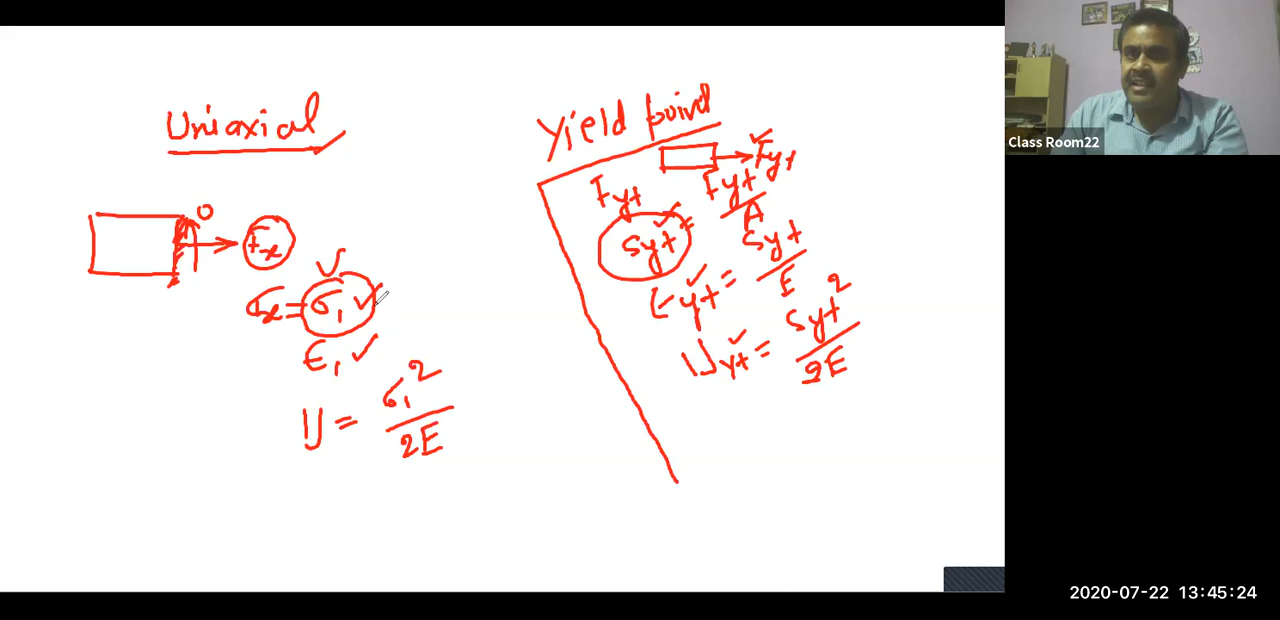 Uniaxial
0
Fx
σx = σ1
ε1
U = σ1² / 2E
Yield point
Fyt
Fyt
Syt = Fyt / A
εyt = Syt / E
Uyt = Syt² / 2E
Class Room22
2020-07-22 13:45:24